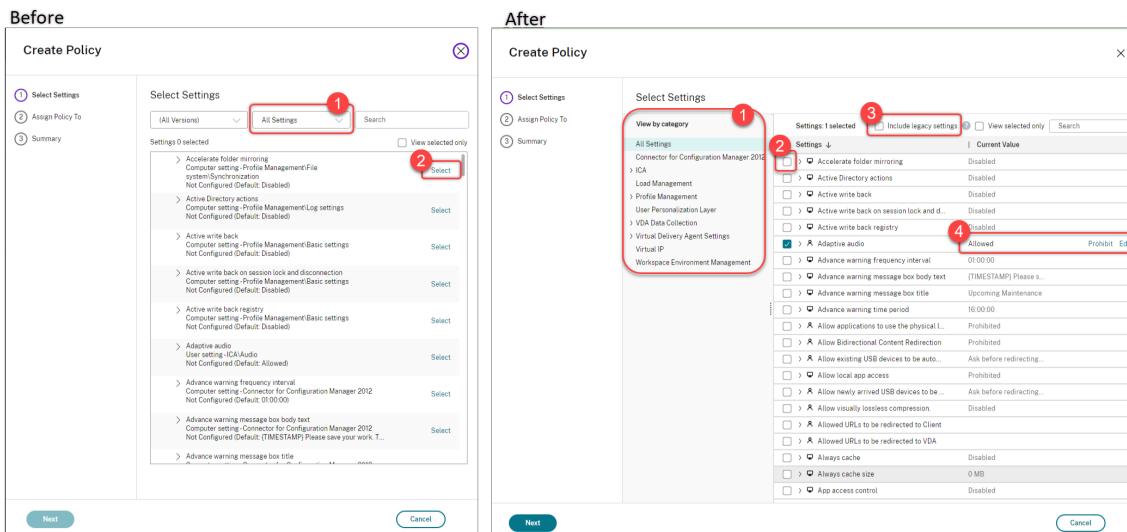 Before
Create Policy
1 Select Settings
2 Assign Policy To
3 Summary
Select Settings
1
(All Versions) All Settings Search
Settings 0 selected View selected only
Accelerate folder mirroring
Computer setting - Profile Management\File
system\Synchronization
Not Configured (Default: Disabled)
2
Select
Active Directory actions
Computer setting - Profile Management\Log settings
Not Configured (Default: Disabled)
Select
Active write back
Computer setting - Profile Management\Basic settings
Not Configured (Default: Disabled)
Select
Active write back on session lock and disconnection
Computer setting - Profile Management\Basic settings
Not Configured (Default: Disabled)
Select
Active write back registry
Computer setting - Profile Management\Basic settings
Not Configured (Default: Disabled)
Select
Adaptive audio
User setting - ICA\Audio
Not Configured (Default: Allowed)
Select
Advance warning frequency interval
Computer setting - Connector for Configuration Manager 2012
Not Configured (Default: 01:00:00)
Select
Advance warning message box body text
Computer setting - Connector for Configuration Manager 2012
Not Configured (Default: {TIMESTAMP} Please save your work. T...
Select
Advance warning message box title
Next
Cancel
After
Create Policy
1 Select Settings
2 Assign Policy To
3 Summary
Select Settings
1
View by category
All Settings
Connector for Configuration Manager 2012
ICA
Load Management
Profile Management
User Personalization Layer
VDA Data Collection
Virtual Delivery Agent Settings
Virtual IP
Workspace Environment Management
3
Settings: 1 selected Include legacy settings View selected only Search
2
Settings Current Value
Accelerate folder mirroring Disabled
Active Directory actions Disabled
Active write back Disabled
Active write back on session lock and d... Disabled
Active write back registry Disabled
4
Adaptive audio Allowed Prohibit Ed
Advance warning frequency interval 01:00:00
Advance warning message box body text {TIMESTAMP} Please s...
Advance warning message box title Upcoming Maintenance
Advance warning time period 16:00:00
Allow applications to use the physical l... Prohibited
Allow Bidirectional Content Redirection Prohibited
Allow existing USB devices to be auto... Ask before redirecting...
Allow local app access Prohibited
Allow newly arrived USB devices to be ... Ask before redirecting...
Allow visually lossless compression. Disabled
Allowed URLs to be redirected to Client
Allowed URLs to be redirected to VDA
Always cache Disabled
Always cache size 0 MB
App access control Disabled
Next
Cancel